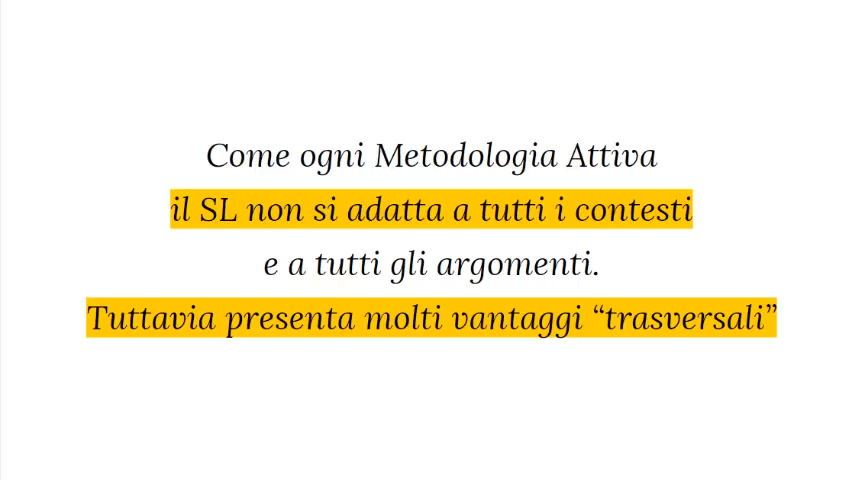 Come ogni Metodologia Attiva
il SL non si adatta a tutti i contesti
e a tutti gli argomenti.
Tuttavia presenta molti vantaggi “trasversali”